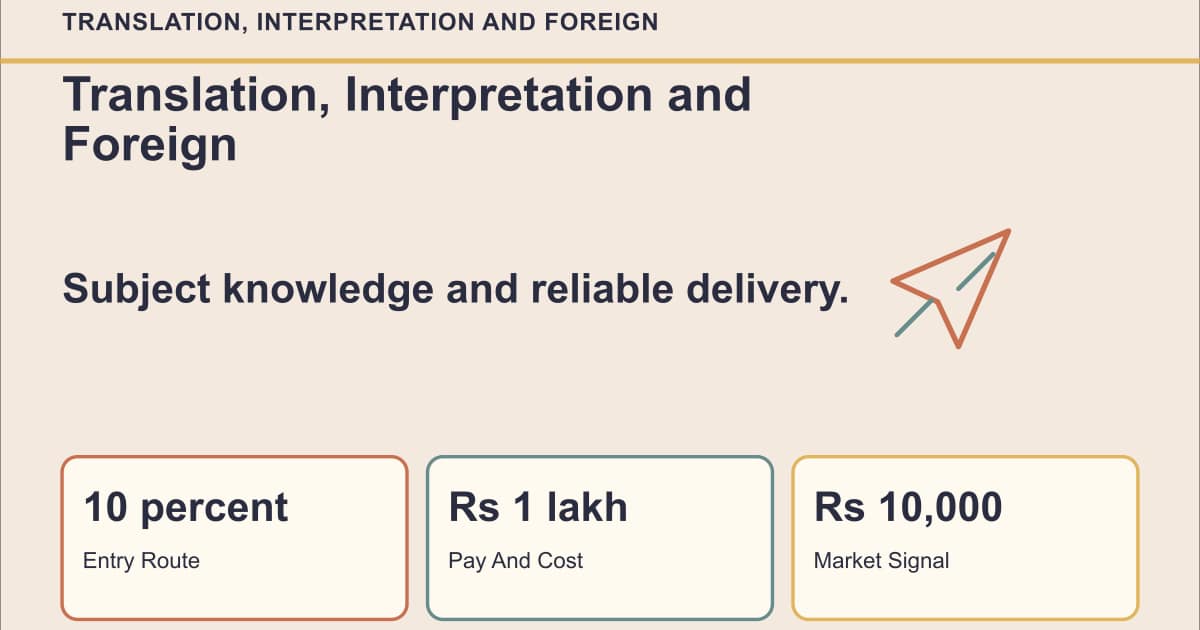 TRANSLATION, INTERPRETATION AND FOREIGN
Translation, Interpretation and
Foreign
Subject knowledge and reliable delivery.
10 percent
Entry Route
Rs 1 lakh
Pay And Cost
Rs 10,000
Market Signal